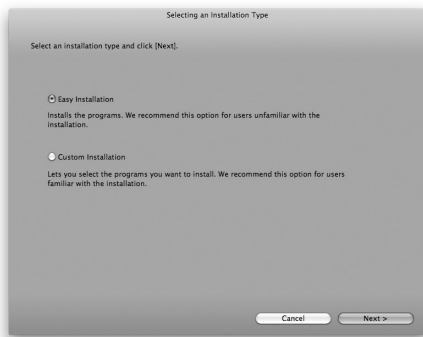 Selecting an Installation Type
Select an installation type and click [Next].
Easy Installation
Installs the programs. We recommend this option for users unfamiliar with the
installation.
Custom Installation
Lets you select the programs you want to install. We recommend this option for users
familiar with the installation.
Cancel
Next >